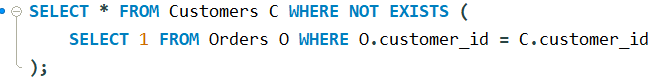 SELECT * FROM Customers C WHERE NOT EXISTS (
SELECT 1 FROM Orders O WHERE O.customer_id = C.customer_id
);